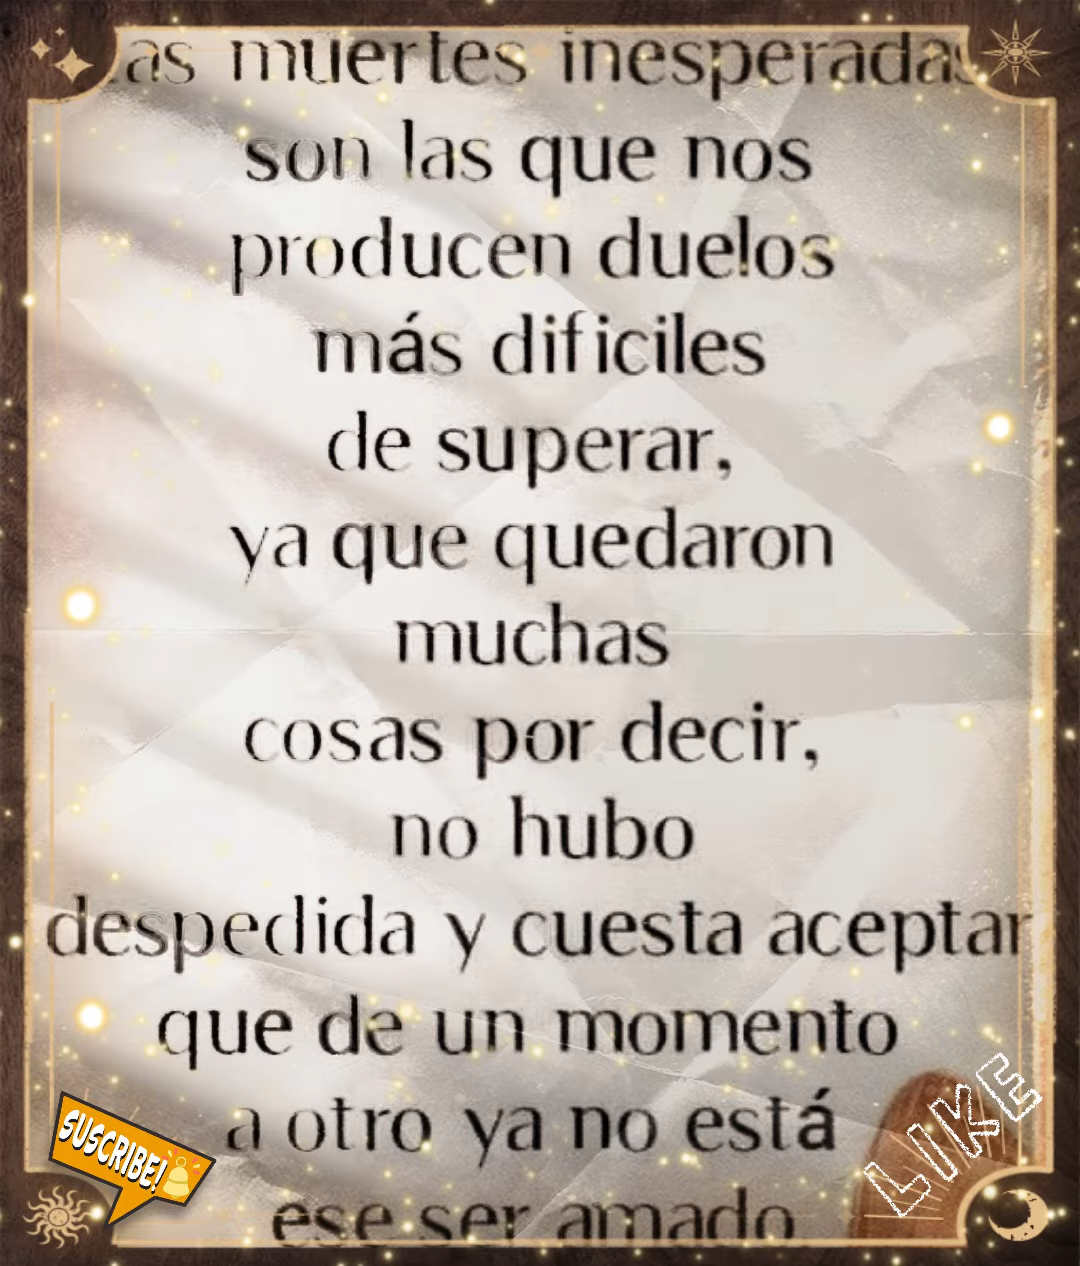 Las muertes inesperadas
son las que nos
producen duelos
más dificiles
de superar,
ya que quedaron
muchas
cosas por decir,
no hubo
despedida y cuesta aceptar
que de un momento
a otro ya no está
ese ser amado
SUSCRIBE!
LIKE